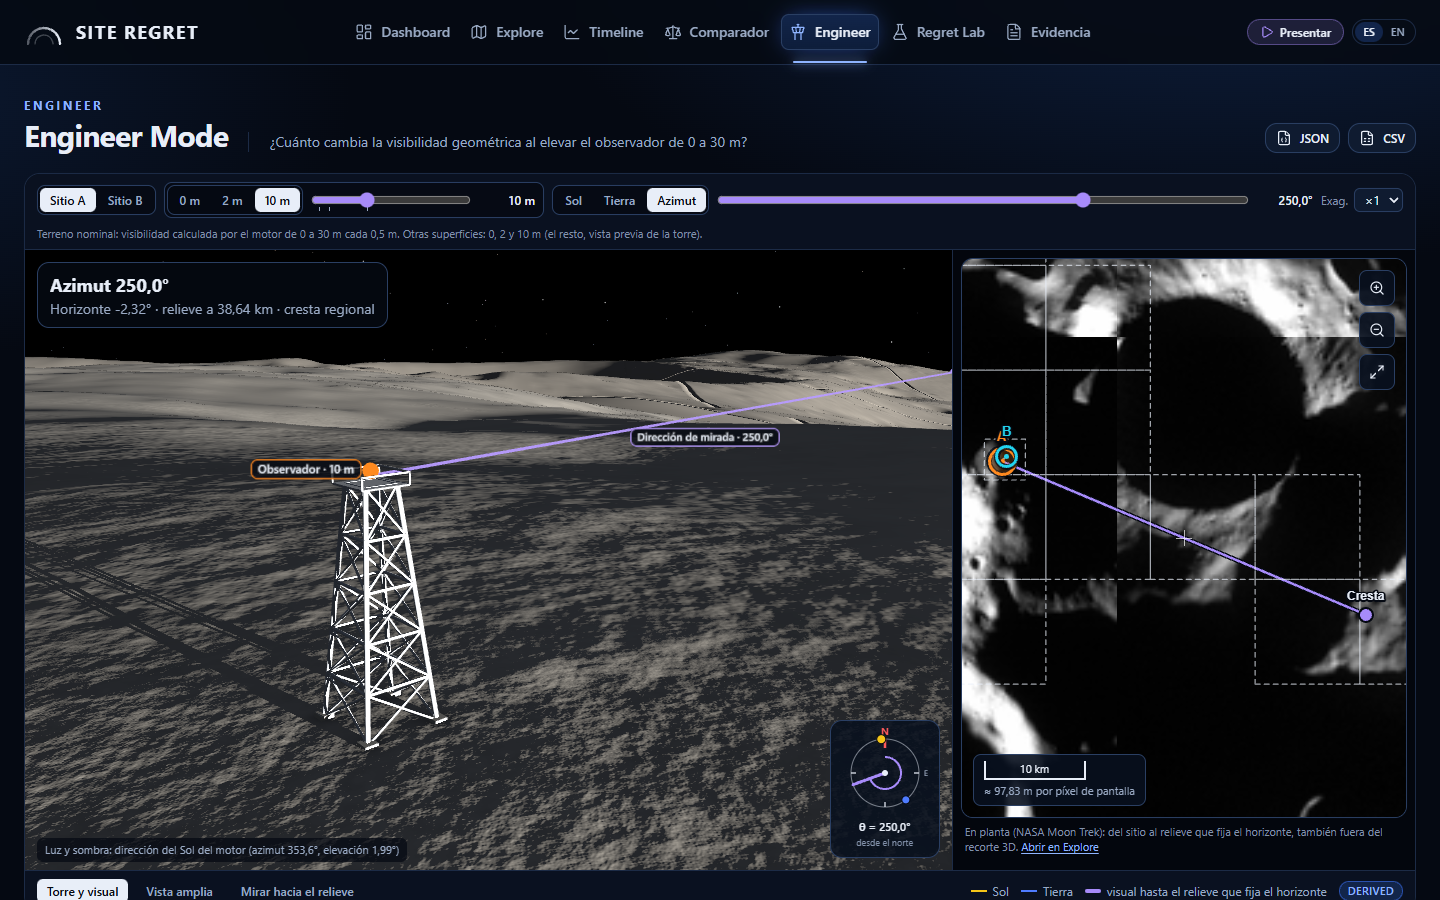 SITE REGRET
Dashboard
Explore
Timeline
Comparador
Engineer
Regret Lab
Evidencia
Presentar
ES
EN
ENGINEER
Engineer Mode
¿Cuánto cambia la visibilidad geométrica al elevar el observador de 0 a 30 m?
JSON
CSV
Sitio A
Sitio B
0 m
2 m
10 m
10 m
Sol
Tierra
Azimut
250,0°
Exag.
×1
Terreno nominal: visibilidad calculada por el motor de 0 a 30 m cada 0,5 m. Otras superficies: 0, 2 y 10 m (el resto, vista previa de la torre).
Azimut 250,0°
Horizonte -2,32° · relieve a 38,64 km · cresta regional
Dirección de mirada · 250,0°
Observador · 10 m
N
E
θ = 250,0°
desde el norte
Luz y sombra: dirección del Sol del motor (azimut 353,6°, elevación 1,99°)
A
B
Cresta
10 km
≈ 97,83 m por píxel de pantalla
En planta (NASA Moon Trek): del sitio al relieve que fija el horizonte, también fuera del
recorte 3D. Abrir en Explore
Torre y visual
Vista amplia
Mirar hacia el relieve
Sol
Tierra
visual hasta el relieve que fija el horizonte
DERIVED